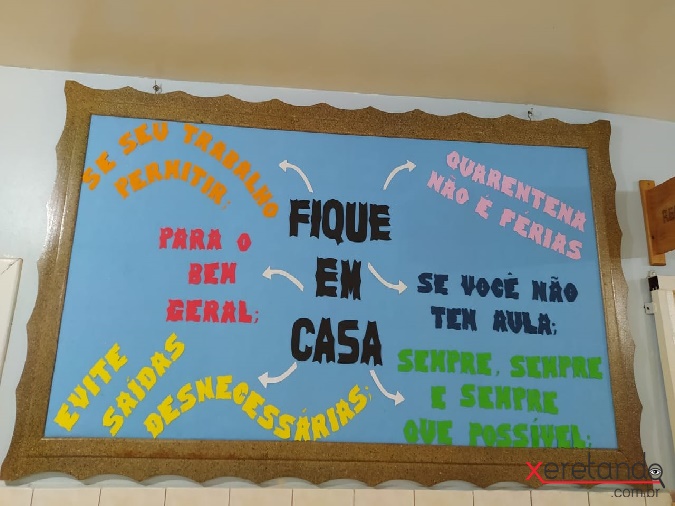 SE SEU TRABALHO
PERMITIR;
QUARENTENA
NÃO É FÉRIAS
FIQUE
EM
CASA
PARA O
BEM
GERAL;
SE VOCÊ NÃO
TEM AULA;
EVITE
SAÍDAS
DESNECESSÁRIAS;
SEMPRE, SEMPRE
E SEMPRE
QUE POSSÍVEL;
xeretando
.com.br